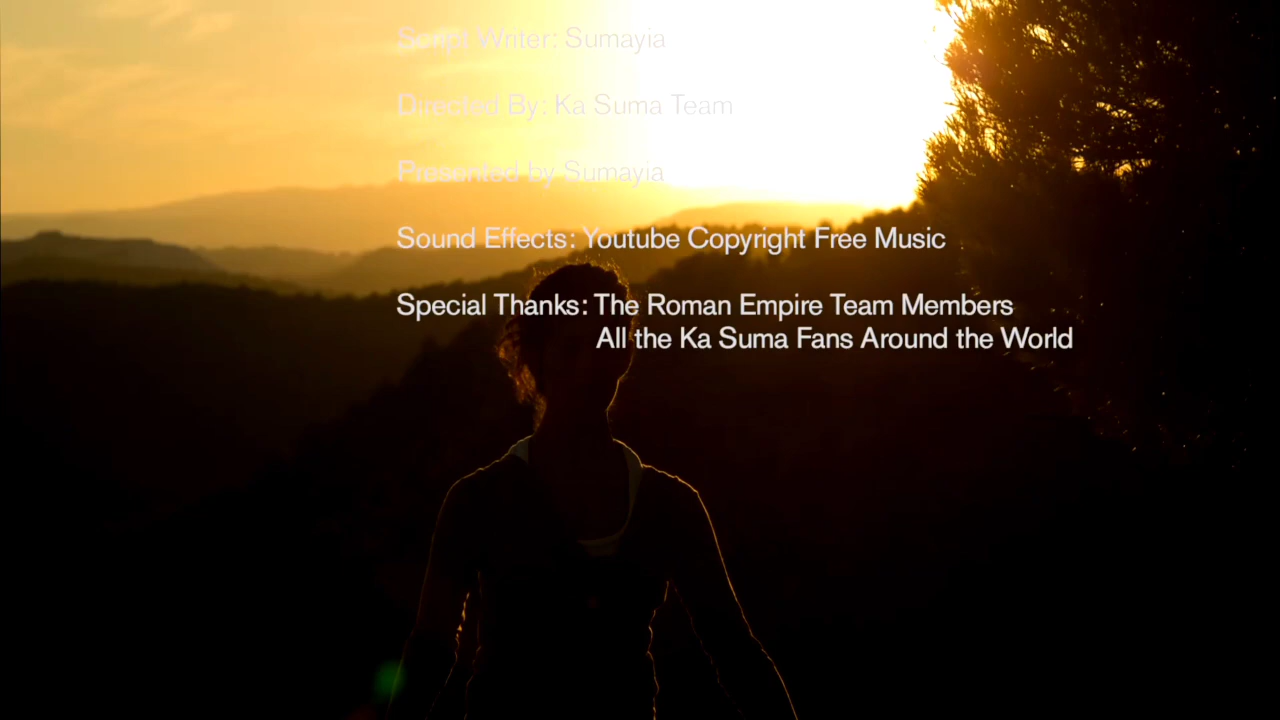 Script Writer: Sumayia
Directed By: Ka Suma Team
Presented by Sumayia
Sound Effects: Youtube Copyright Free Music
Special Thanks: The Roman Empire Team Members
All the Ka Suma Fans Around the World